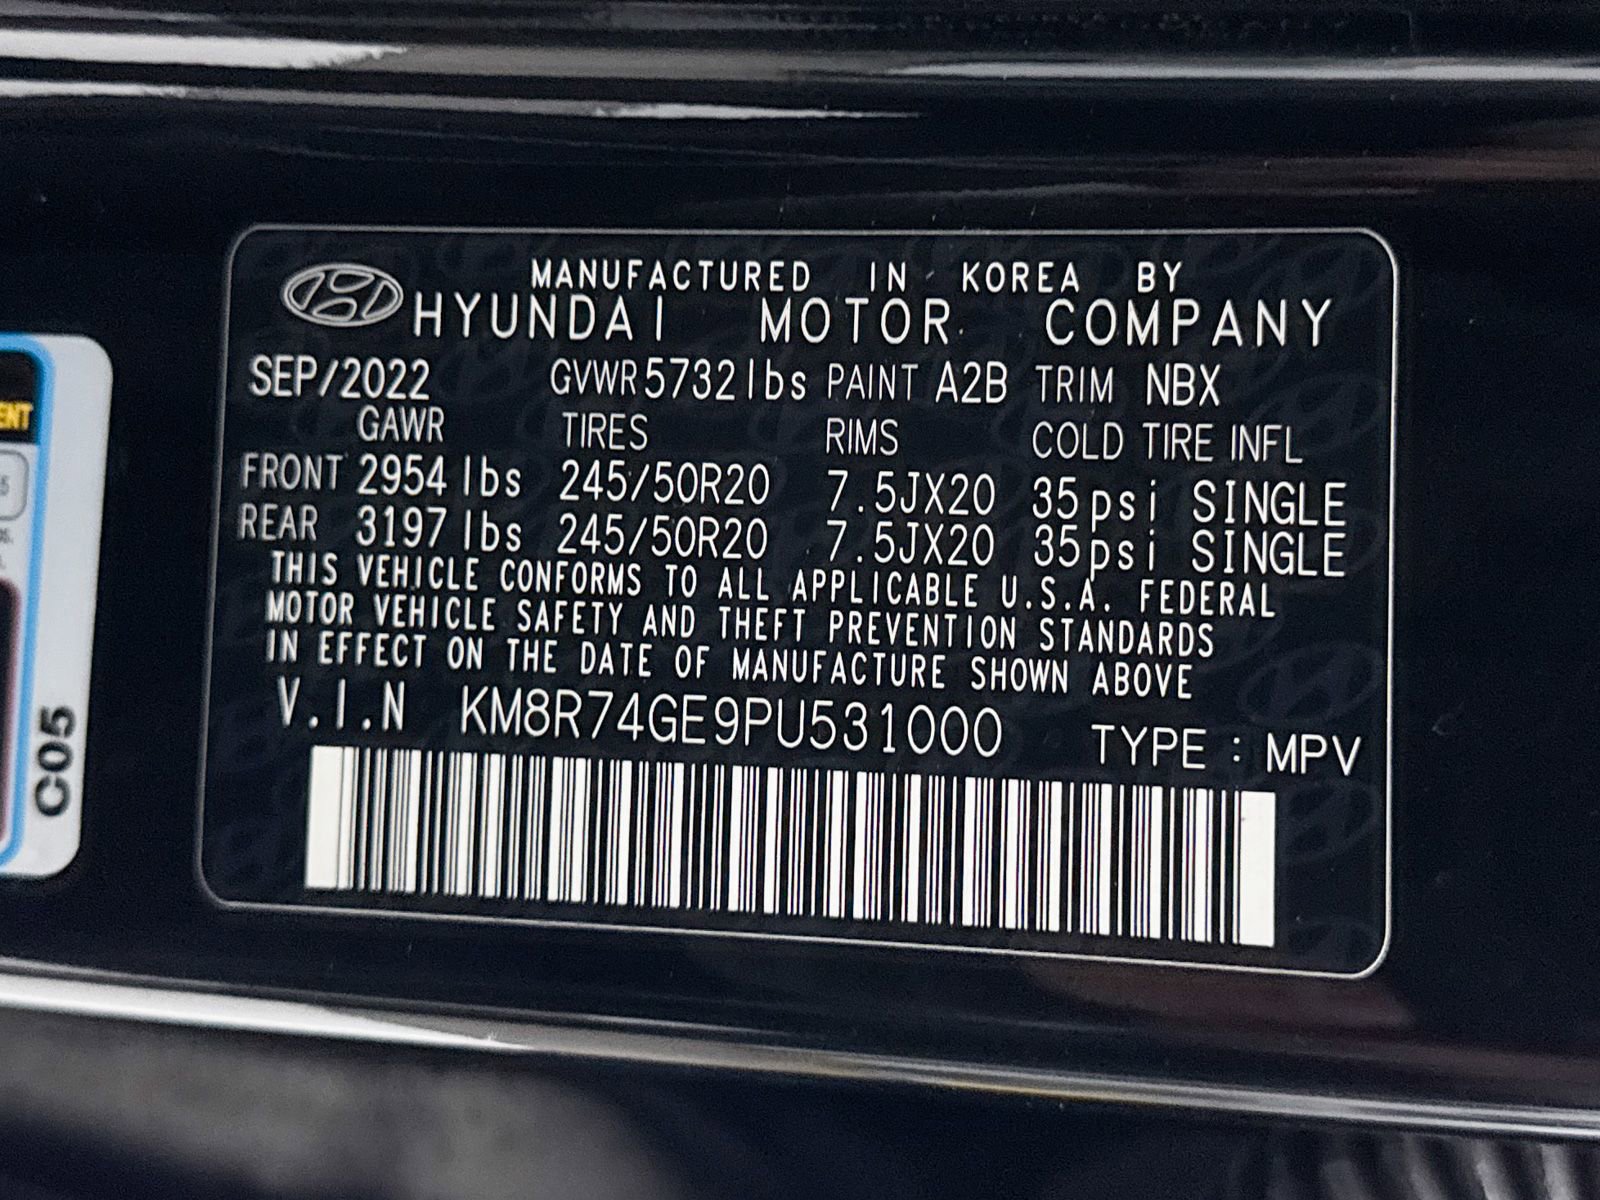 MANUFACTURED IN KOREA BY
HYUNDAI MOTOR COMPANY
SEP/2022 GVWR 5732 lbs PAINT A2B TRIM NBX
GAWR TIRES RIMS COLD TIRE INFL
FRONT 2954 lbs 245/50R20 7.5JX20 35psi SINGLE
REAR 3197 lbs 245/50R20 7.5JX20 35psi SINGLE
THIS VEHICLE CONFORMS TO ALL APPLICABLE U.S.A. FEDERAL
MOTOR VEHICLE SAFETY AND THEFT PREVENTION STANDARDS
IN EFFECT ON THE DATE OF MANUFACTURE SHOWN ABOVE
V.I.N KM8R74GE9PU531000 TYPE : MPV
C05